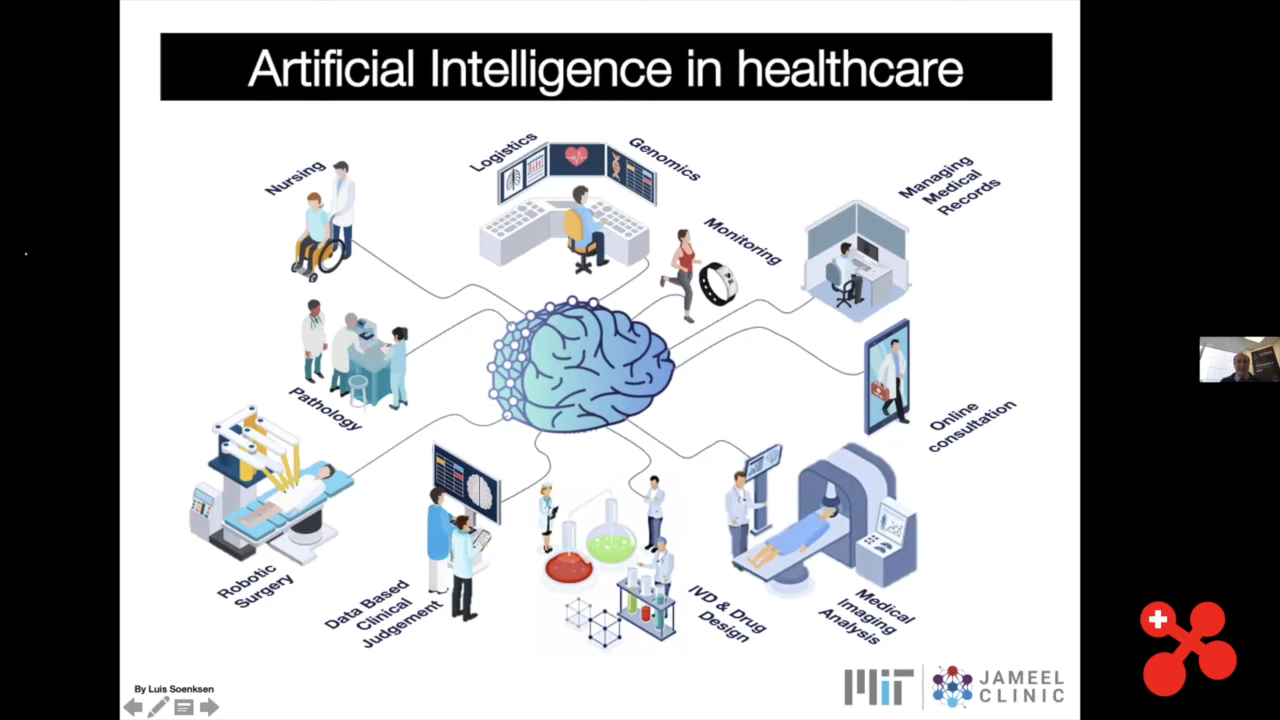 Artificial Intelligence in healthcare
Nursing
Logistics
Genomics
Monitoring
Managing
Medical
Records
Pathology
Online
consultation
Robotic
Surgery
Data Based
Clinical
Judgement
IVD & Drug
Design
Medical
Imaging
Analysis
By Luis Soenksen
MIT
JAMEEL
CLINIC